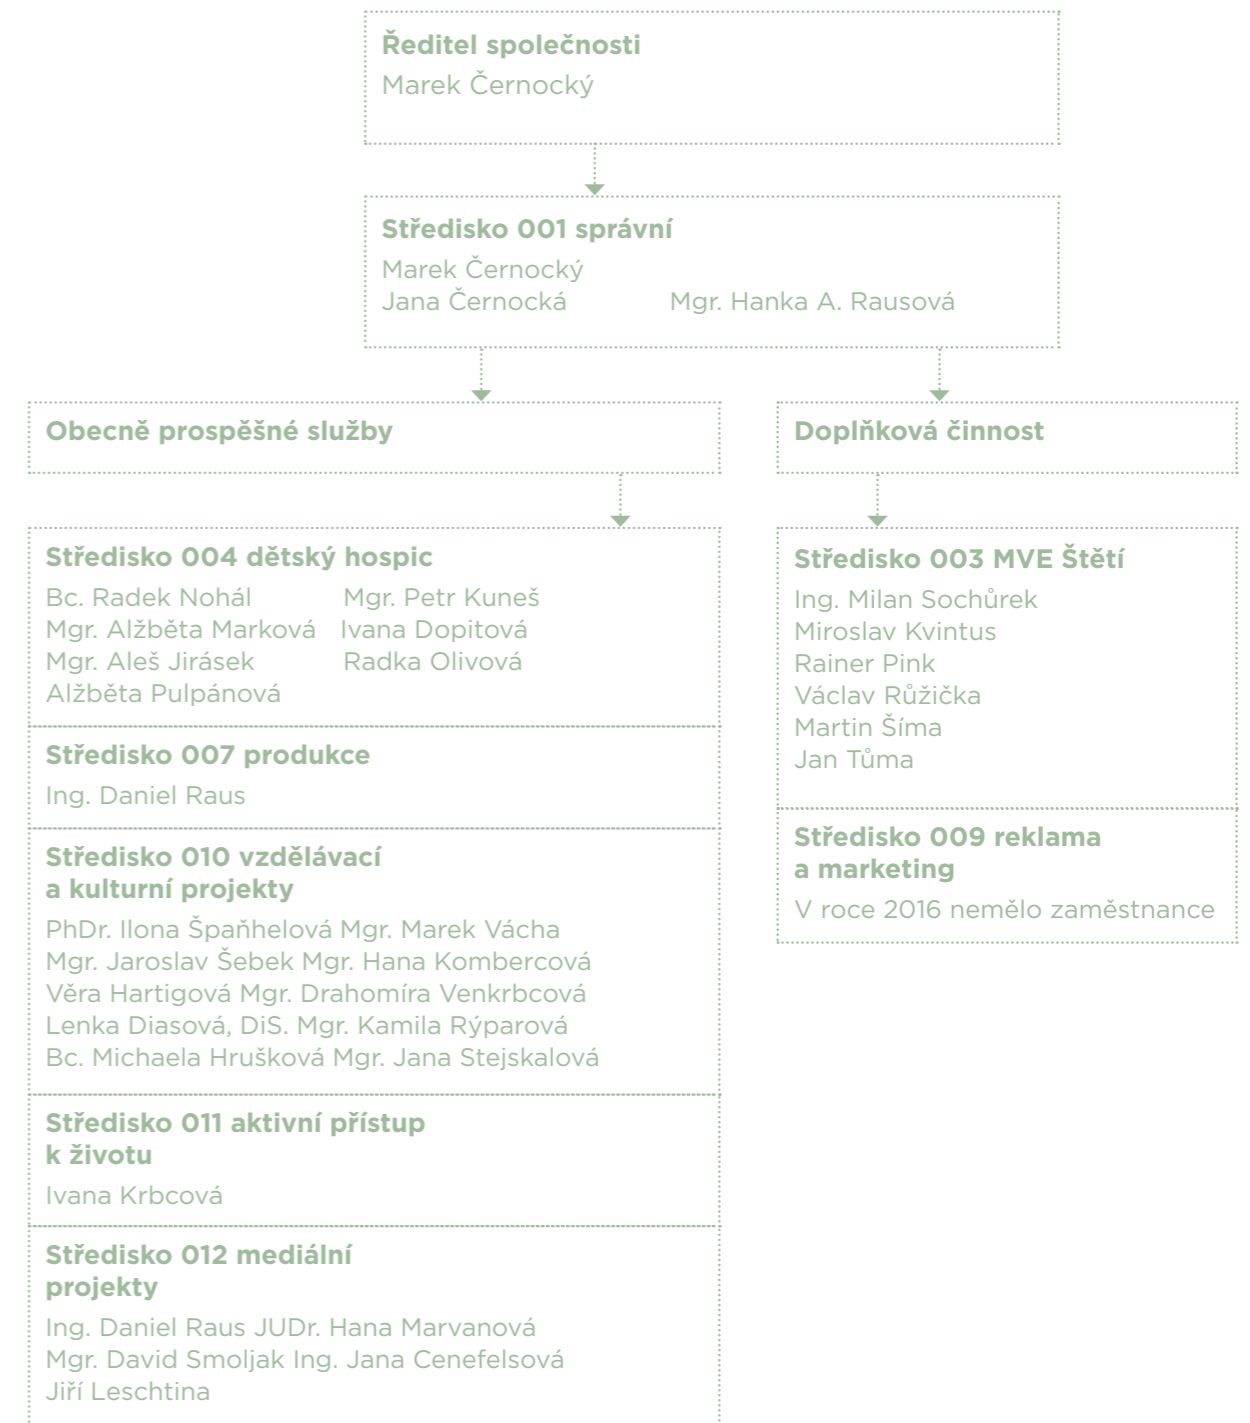 Ředitel společnosti
Marek Černocký
Středisko 001 správní
Marek Černocký
Jana Černocká Mgr. Hanka A. Rausová
Obecně prospěšné služby
Středisko 004 dětský hospic
Bc. Radek Nohál Mgr. Petr Kuneš
Mgr. Alžběta Marková Ivana Dopitová
Mgr. Aleš Jirásek Radka Olivová
Alžběta Pulpánová
Středisko 007 produkce
Ing. Daniel Raus
Středisko 010 vzdělávací
a kulturní projekty
PhDr. Ilona Špaňhelová Mgr. Marek Vácha
Mgr. Jaroslav Šebek Mgr. Hana Kombercová
Věra Hartigová Mgr. Drahomíra Venkrbcová
Lenka Diasová, DiS. Mgr. Kamila Rýparová
Bc. Michaela Hrušková Mgr. Jana Stejskalová
Středisko 011 aktivní přístup
k životu
Ivana Krbcová
Středisko 012 mediální
projekty
Ing. Daniel Raus JUDr. Hana Marvanová
Mgr. David Smoljak Ing. Jana Cenefelsová
Jiří Leschtina
Doplňková činnost
Středisko 003 MVE Štětí
Ing. Milan Sochůrek
Miroslav Kvintus
Rainer Pink
Václav Růžička
Martin Šíma
Jan Tůma
Středisko 009 reklama
a marketing
V roce 2016 nemělo zaměstnance